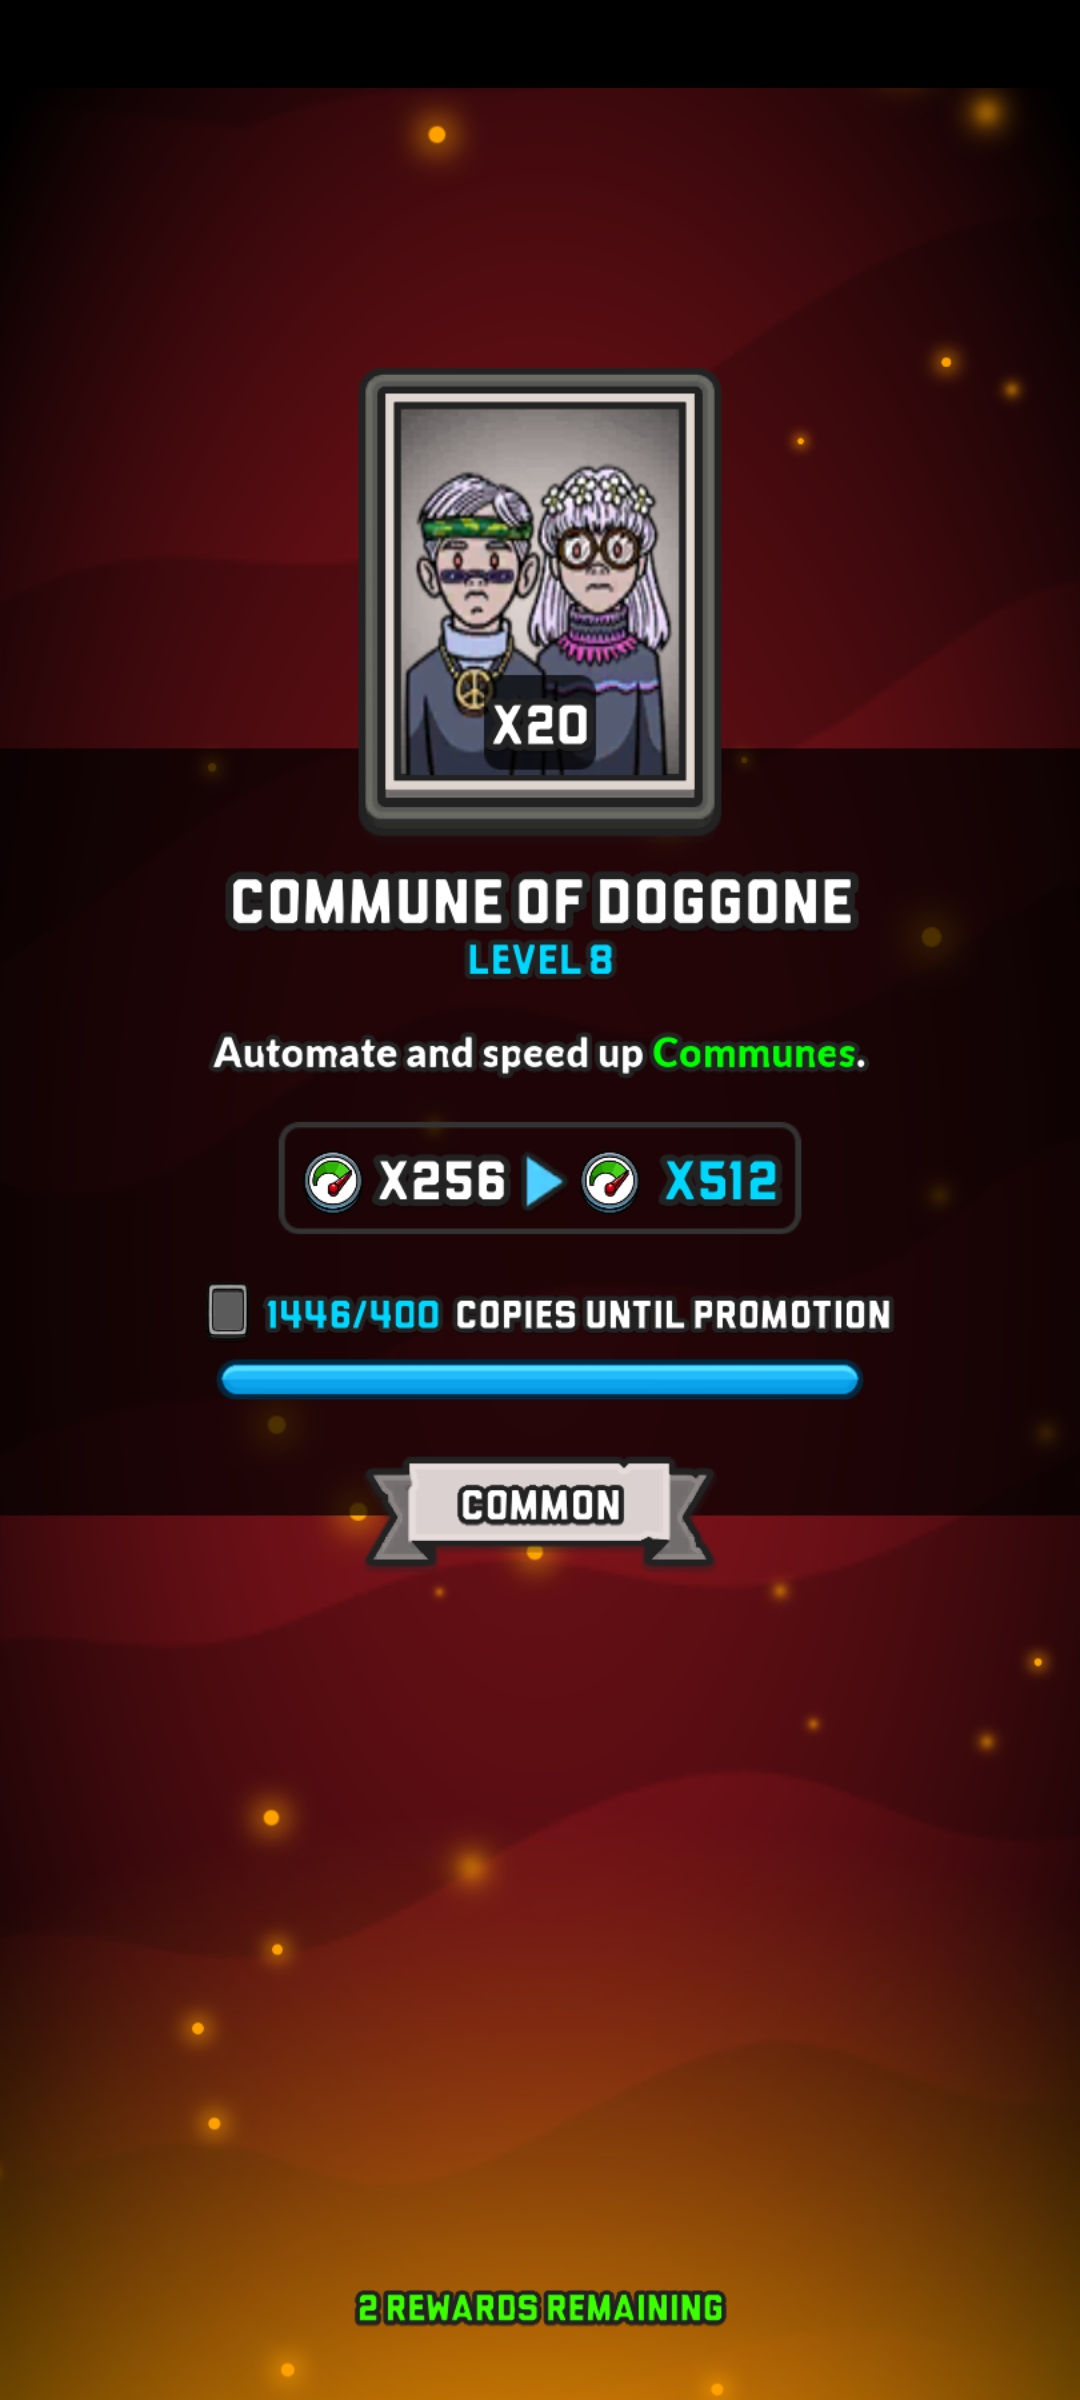 X20
COMMUNE OF DOGGONE
LEVEL 8
Automate and speed up Communes.
X256 X512
1446/400 COPIES UNTIL PROMOTION
COMMON
2 REWARDS REMAINING